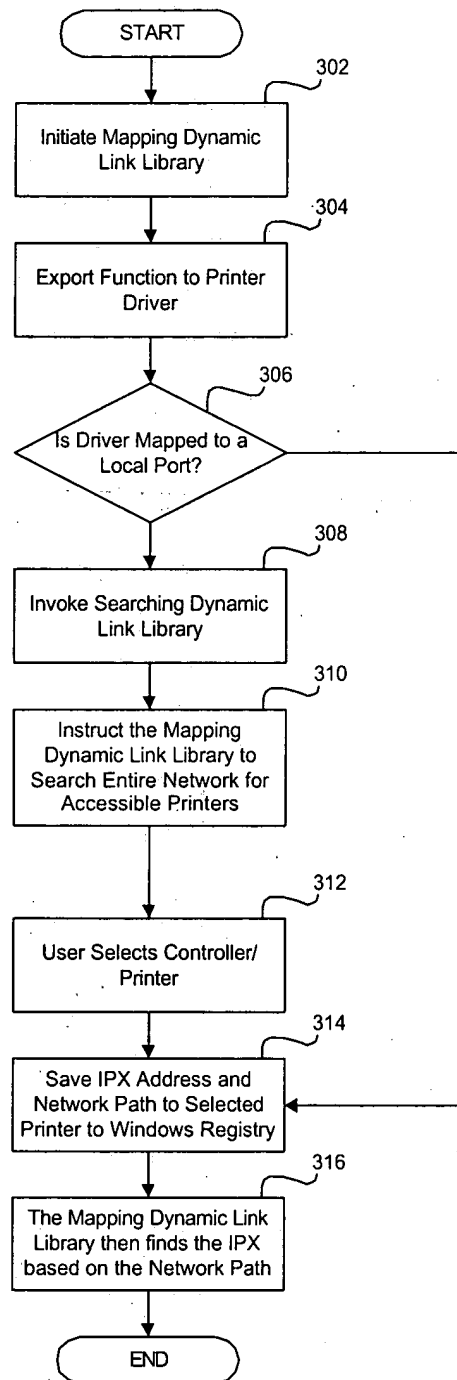 START
302
Initiate Mapping Dynamic
Link Library
304
Export Function to Printer
Driver
306
Is Driver Mapped to a
Local Port?
308
Invoke Searching Dynamic
Link Library
310
Instruct the Mapping
Dynamic Link Library to
Search Entire Network for
Accessible Printers
312
User Selects Controller/
Printer
314
Save IPX Address and
Network Path to Selected
Printer to Windows Registry
316
The Mapping Dynamic Link
Library then finds the IPX
based on the Network Path
END